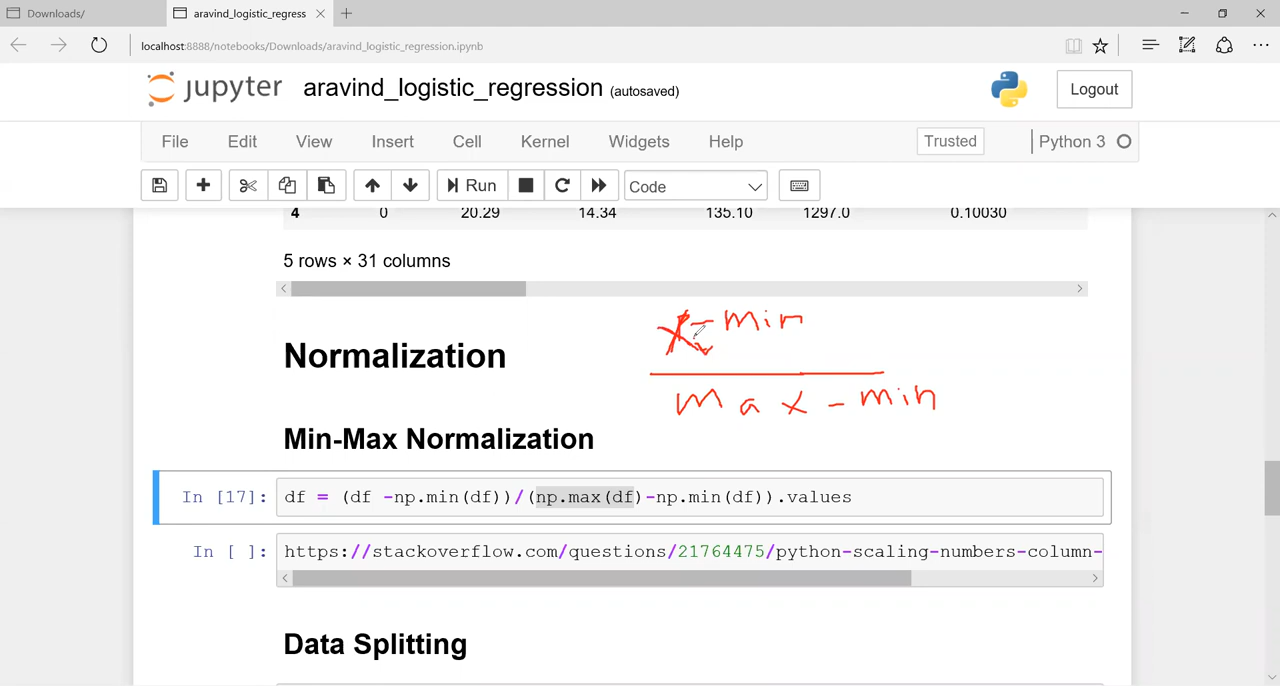 Downloads/
aravind_logistic_regress
localhost:8888/notebooks/Downloads/aravind_logistic_regression.ipynb
jupyter aravind_logistic_regression (autosaved) Logout
File Edit View Insert Cell Kernel Widgets Help Trusted Python 3
Run Code
4 0 20.29 14.34 135.10 1297.0 0.10030
5 rows × 31 columns
x - min
Normalization
max - min
Min-Max Normalization
In [17]: df = (df -np.min(df))/(np.max(df)-np.min(df)).values
In [ ]: https://stackoverflow.com/questions/21764475/python-scaling-numbers-column-
Data Splitting